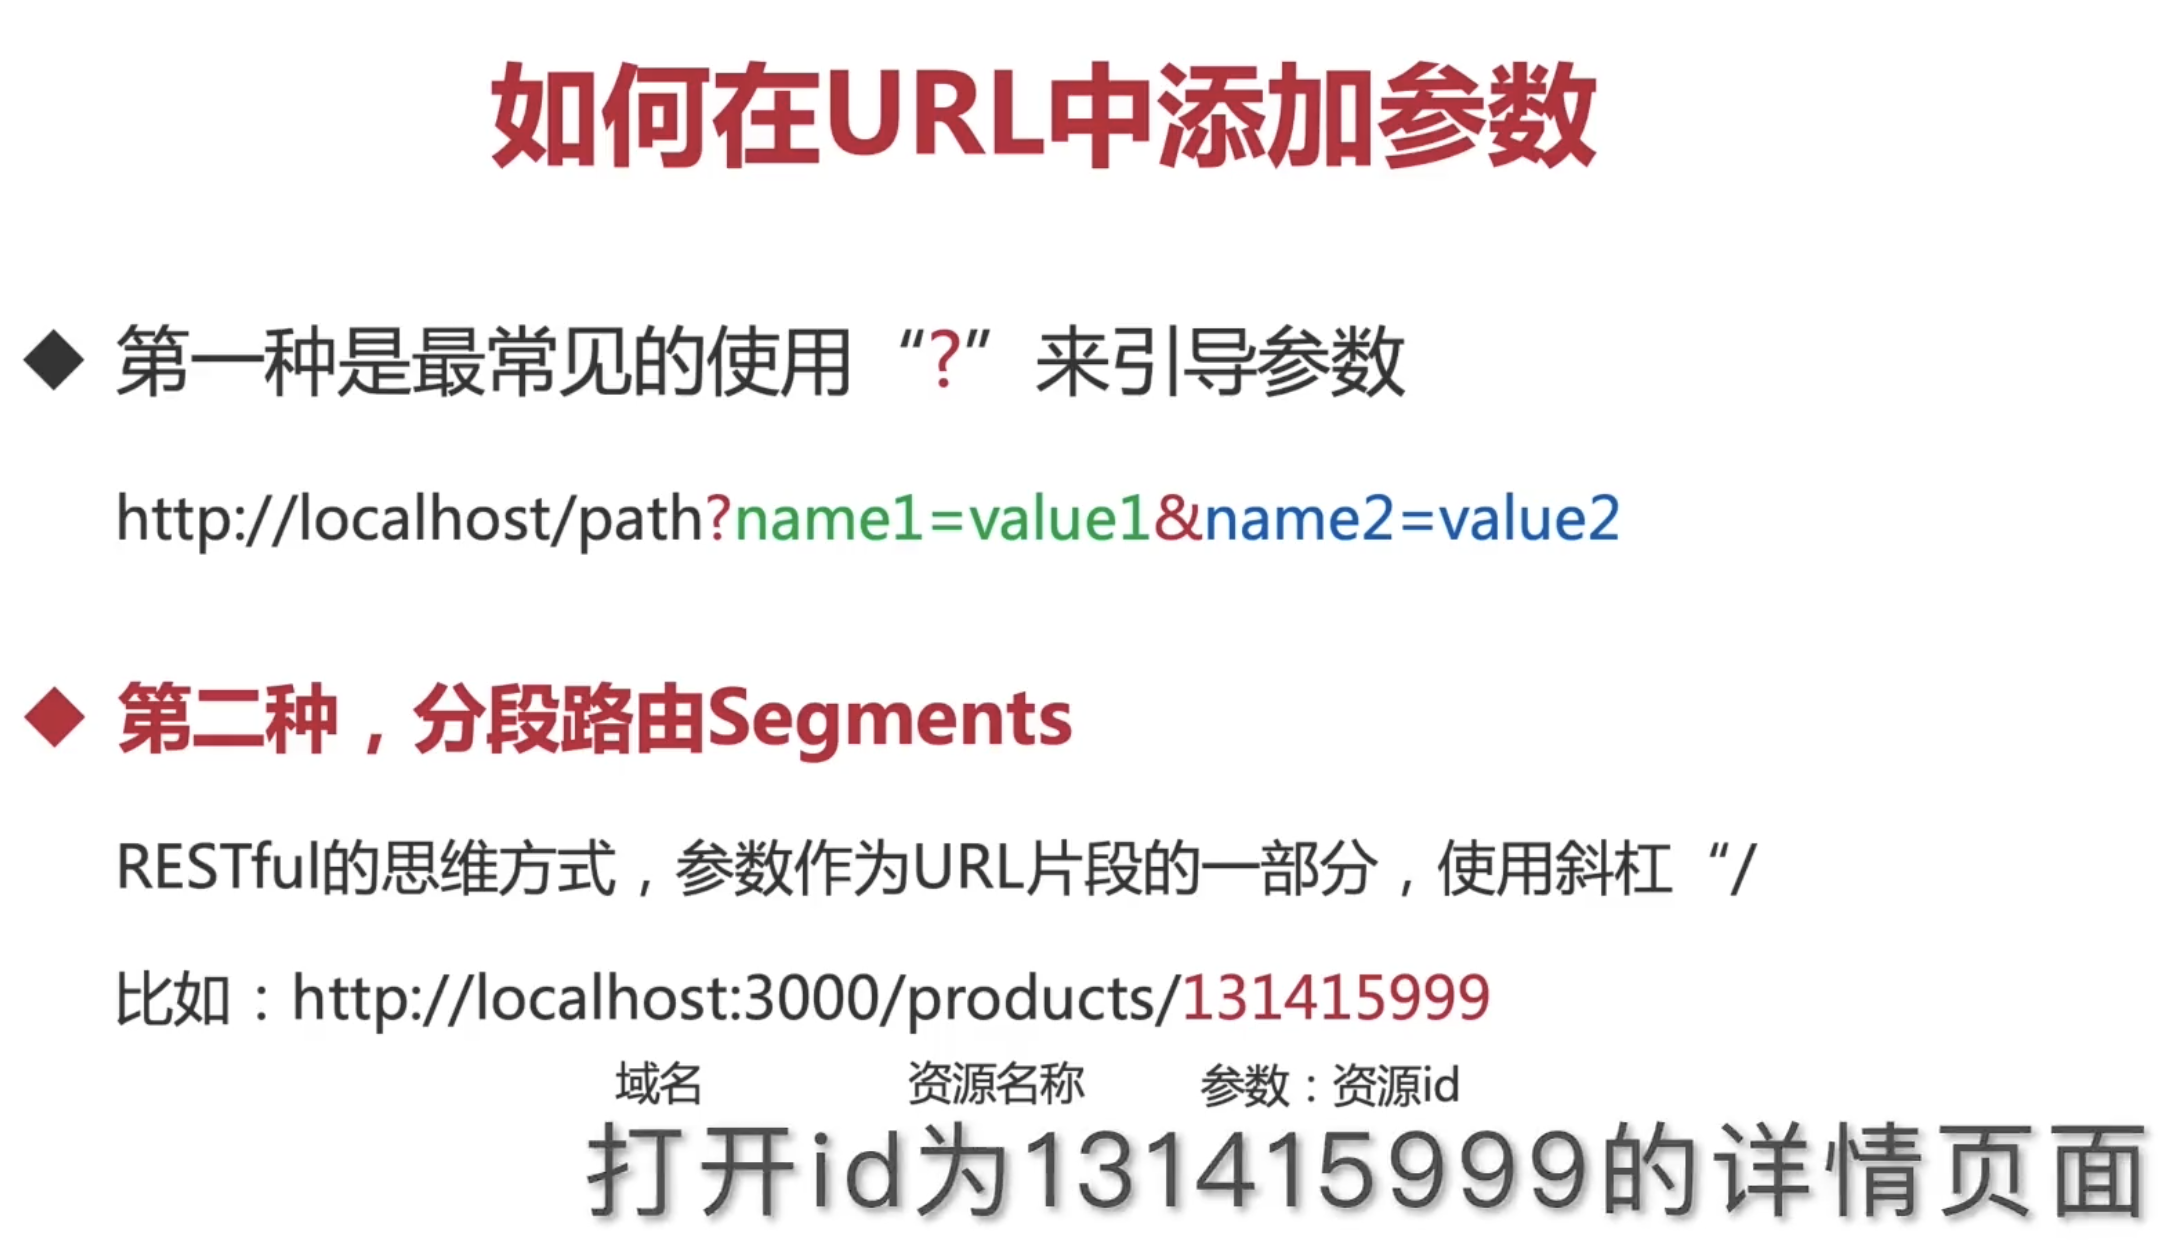 如何在URL中添加参数
◆ 第一种是最常见的使用“?”来引导参数
http://localhost/path?name1=value1&name2=value2
◆ 第二种，分段路由Segments
RESTful的思维方式，参数作为URL片段的一部分，使用斜杠“/
比如：http://localhost:3000/products/131415999
域名 资源名称 参数：资源id
打开id为131415999的详情页面